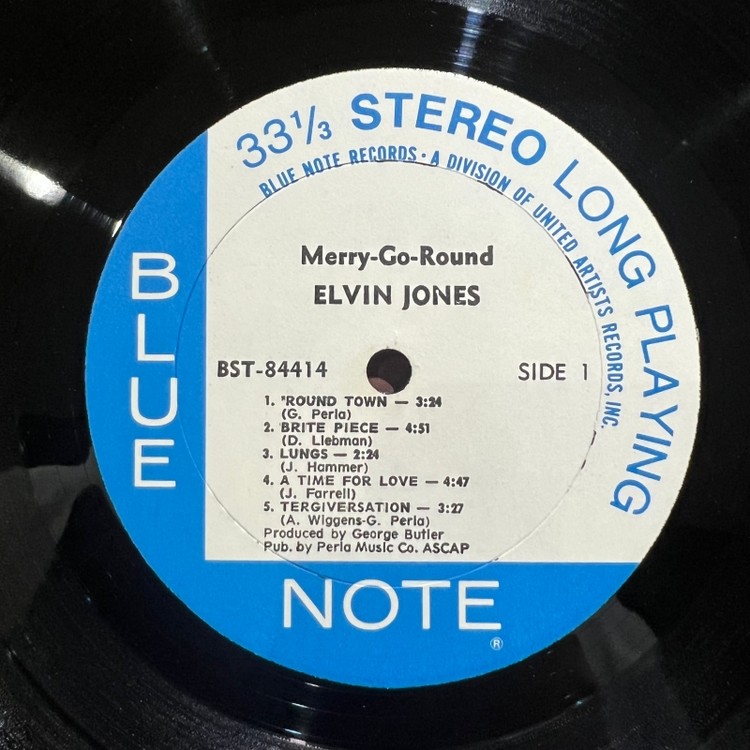 33⅓ STEREO LONG PLAYING
BLUE NOTE RECORDS · A DIVISION OF UNITED ARTISTS RECORDS, INC.
BLUE
Merry-Go-Round
ELVIN JONES
BST-84414
SIDE 1
1. 'ROUND TOWN — 3:24
(G. Perla)
2. BRITE PIECE — 4:51
(D. Liebman)
3. LUNGS — 2:24
(J. Hammer)
4. A TIME FOR LOVE — 4:47
(J. Farrell)
5. TERGIVERSATION — 3:27
(A. Wiggens-G. Perla)
Produced by George Butler
Pub. by Perla Music Co. ASCAP
NOTE
®